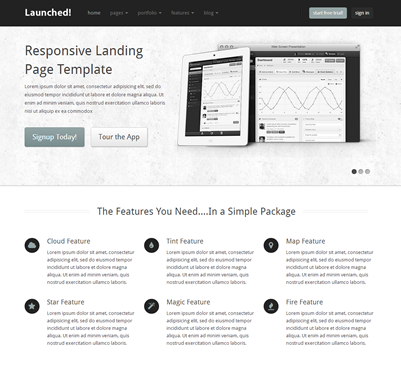 Launched!
home pages portfolio features blog
start free trial! sign in
Responsive Landing
Page Template
Lorem ipsum dolor sit amet, consectetur adipisicing elit, sed do
eiusmod tempor incididunt ut labore et dolore magna aliqua. Ut
enim ad minim veniam, quis nostrud exercitation ullamco laboris
nisi ut aliquip ex ea commodo
Signup Today!
Tour the App
Dashboard
The Features You Need....In a Simple Package
Cloud Feature
Lorem ipsum dolor sit amet, consectetur
adipisicing elit, sed do eiusmod tempor
incididunt ut labore et dolore magna
aliqua. Ut enim ad minim veniam, quis
nostrud exercitation ullamco laboris.
Tint Feature
Lorem ipsum dolor sit amet, consectetur
adipisicing elit, sed do eiusmod tempor
incididunt ut labore et dolore magna
aliqua. Ut enim ad minim veniam, quis
nostrud exercitation ullamco laboris.
Map Feature
Lorem ipsum dolor sit amet, consectetur
adipisicing elit, sed do eiusmod tempor
incididunt ut labore et dolore magna
aliqua. Ut enim ad minim veniam, quis
nostrud exercitation ullamco laboris.
Star Feature
Lorem ipsum dolor sit amet, consectetur
adipisicing elit, sed do eiusmod tempor
incididunt ut labore et dolore magna
aliqua. Ut enim ad minim veniam, quis
nostrud exercitation ullamco laboris.
Magic Feature
Lorem ipsum dolor sit amet, consectetur
adipisicing elit, sed do eiusmod tempor
incididunt ut labore et dolore magna
aliqua. Ut enim ad minim veniam, quis
nostrud exercitation ullamco laboris.
Fire Feature
Lorem ipsum dolor sit amet, consectetur
adipisicing elit, sed do eiusmod tempor
incididunt ut labore et dolore magna
aliqua. Ut enim ad minim veniam, quis
nostrud exercitation ullamco laboris.